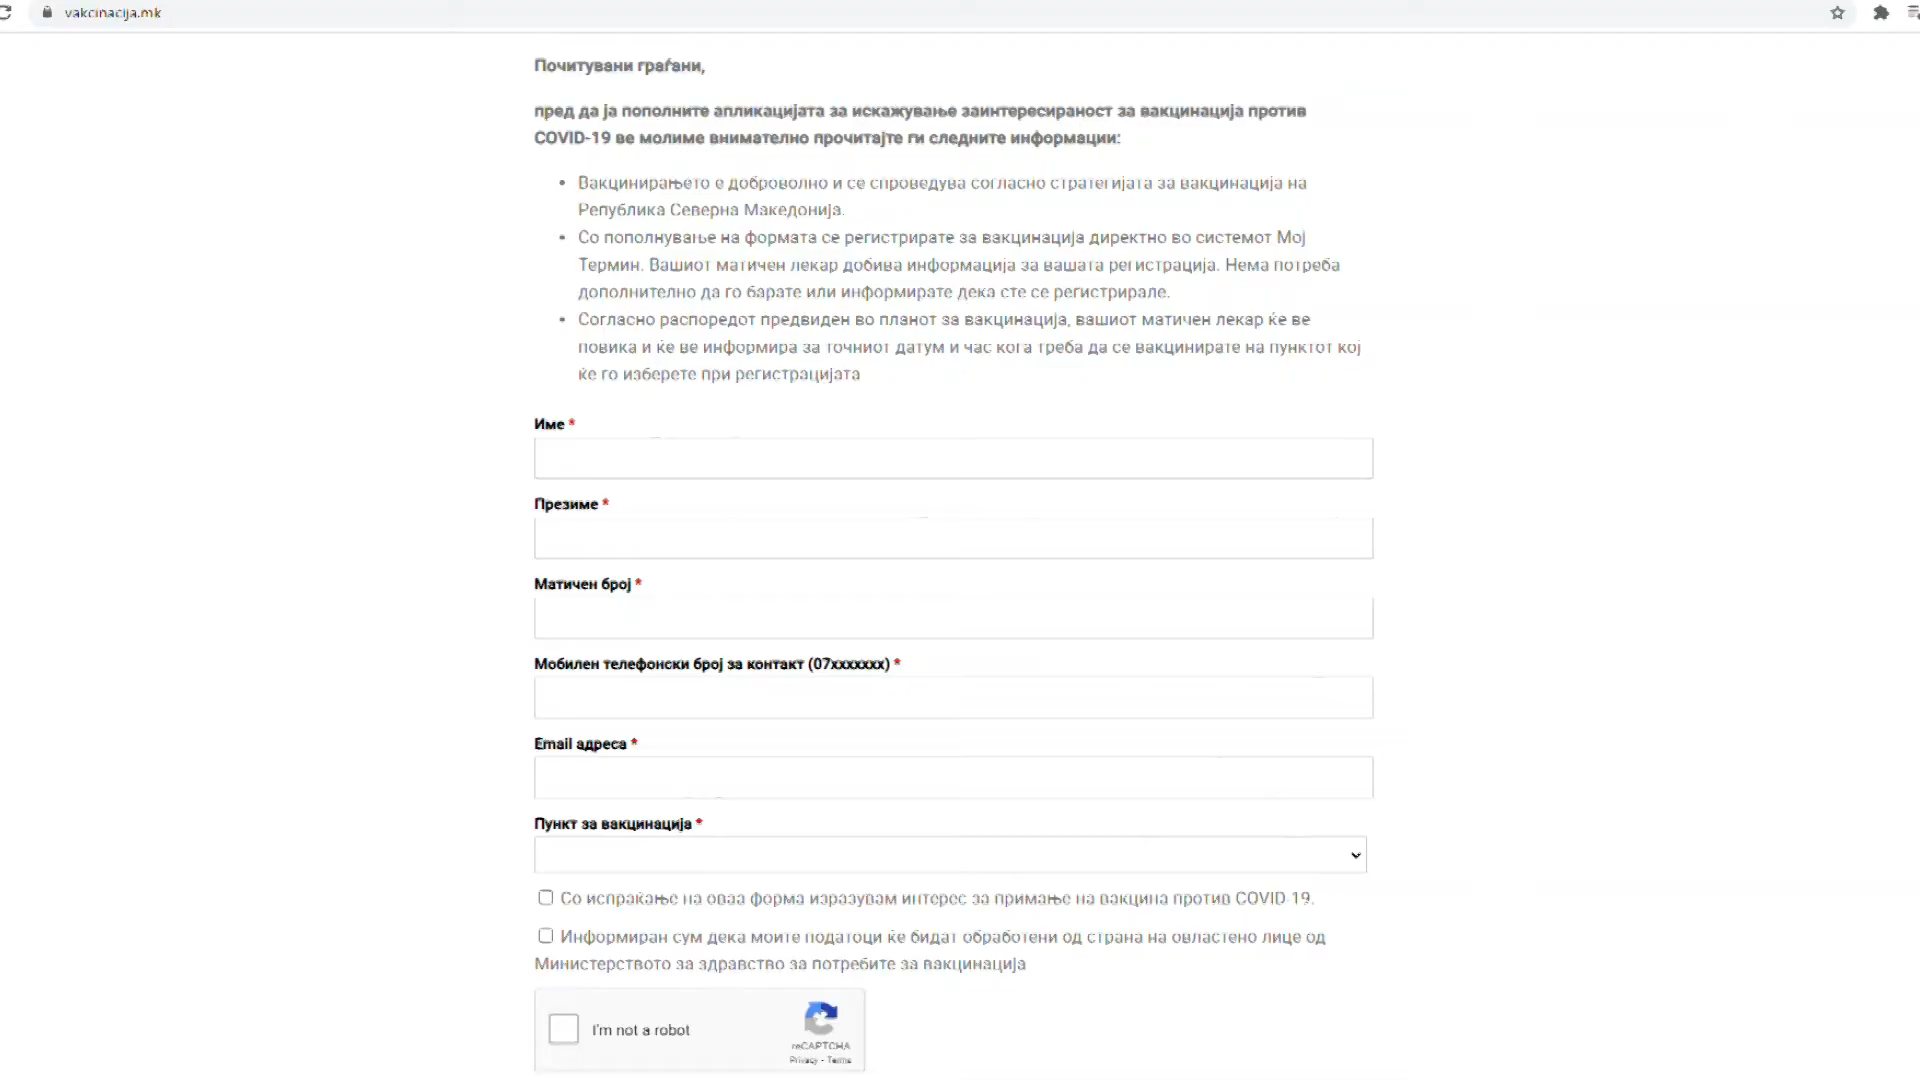 vakcinacija.mk
Почитувани граѓани,
пред да ја пополните апликацијата за искажување заинтересираност за вакцинација против
COVID-19 ве молиме внимателно прочитајте ги следните информации:
• Вакцинирањето е доброволно и се спроведува согласно стратегијата за вакцинација на
Република Северна Македонија.
• Со пополнување на формата се регистрирате за вакцинација директно во системот Мој
Термин. Вашиот матичен лекар добива информација за вашата регистрација. Нема потреба
дополнително да го барате или информирате дека сте се регистрирале.
• Согласно распоредот предвиден во планот за вакцинација, вашиот матичен лекар ќе ве
повика и ќе ве информира за точниот датум и час кога треба да се вакцинирате на пунктот кој
ќе го изберете при регистрацијата
Име *
Презиме *
Матичен број *
Мобилен телефонски број за контакт (07xxxxxxx) *
Email адреса *
Пункт за вакцинација *
Со испраќање на оваа форма изразувам интерес за примање на вакцина против COVID-19.
Информиран сум дека моите податоци ќе бидат обработени од страна на овластено лице од
Министерството за здравство за потребите за вакцинација
I'm not a robot
reCAPTCHA
Privacy - Terms